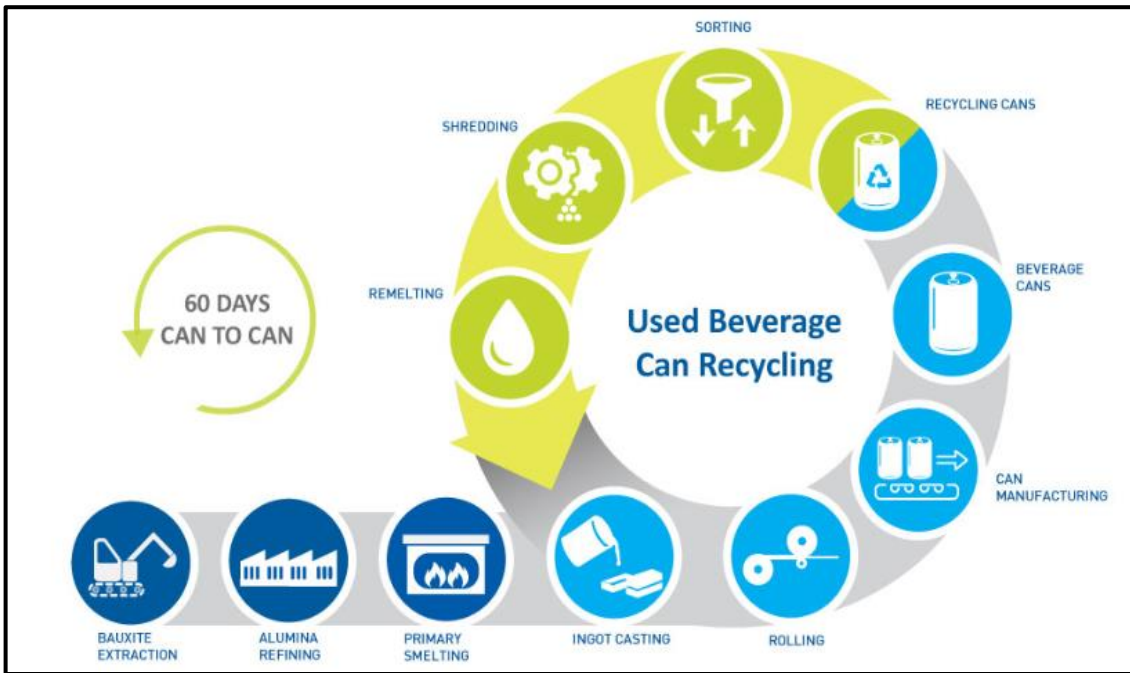 SORTING
RECYCLING CANS
SHREDDING
BEVERAGE
CANS
REMELTING
60 DAYS
CAN TO CAN
Used Beverage
Can Recycling
CAN
MANUFACTURING
BAUXITE
EXTRACTION
ALUMINA
REFINING
PRIMARY
SMELTING
INGOT CASTING
ROLLING